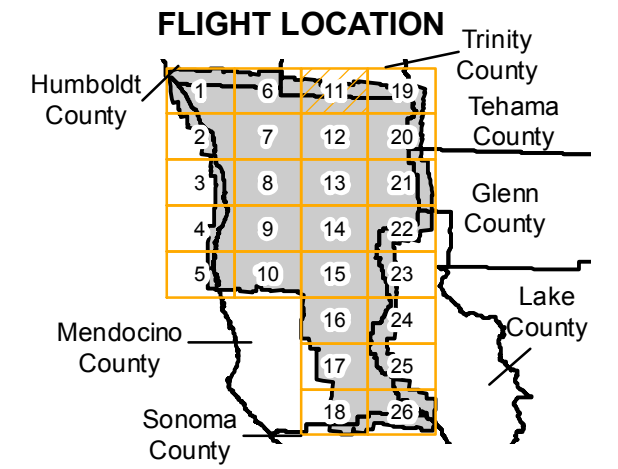 FLIGHT LOCATION
Trinity
County
Humboldt
County
1 6 11 19
Tehama
County
2 7 12 20
3 8 13 21
Glenn
County
4 9 14 22
5 10 15 23
Lake
County
16 24
Mendocino
County
17 25
18 26
Sonoma
County